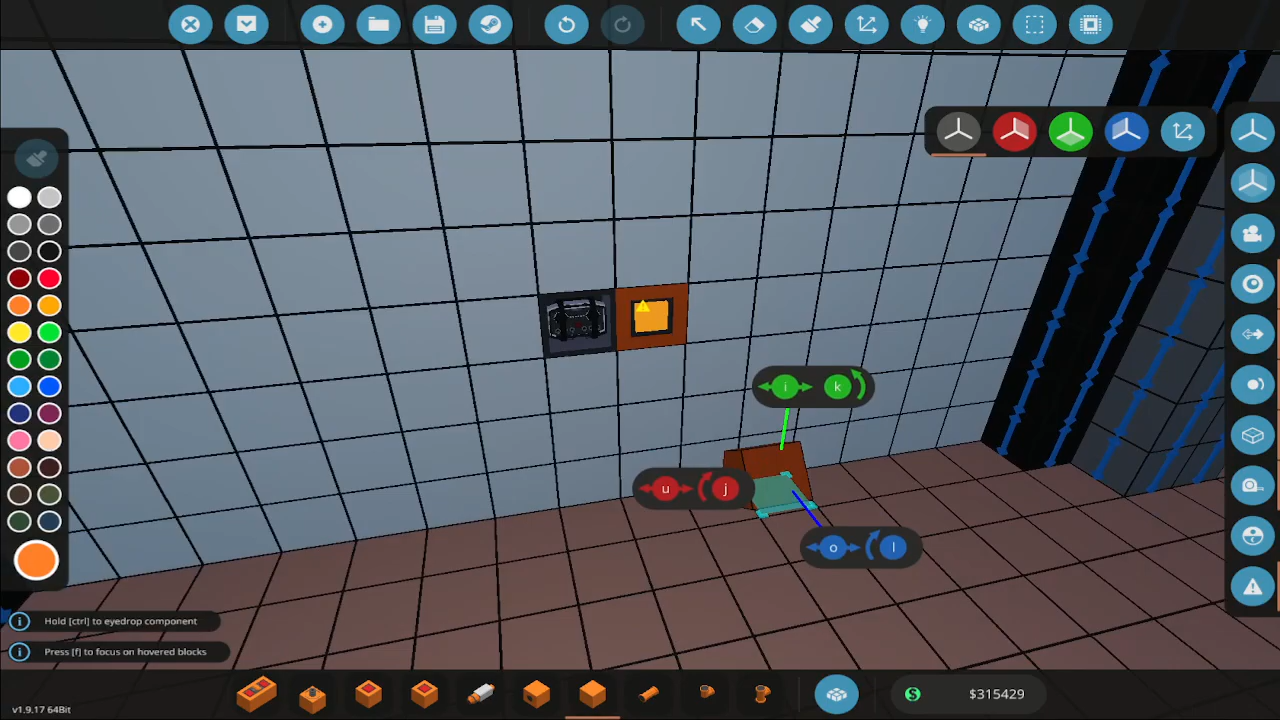 i k
u j
o l
Hold [ctrl] to eyedrop component
Press [f] to focus on hovered blocks
$ $315429
v1.9.17 64Bit